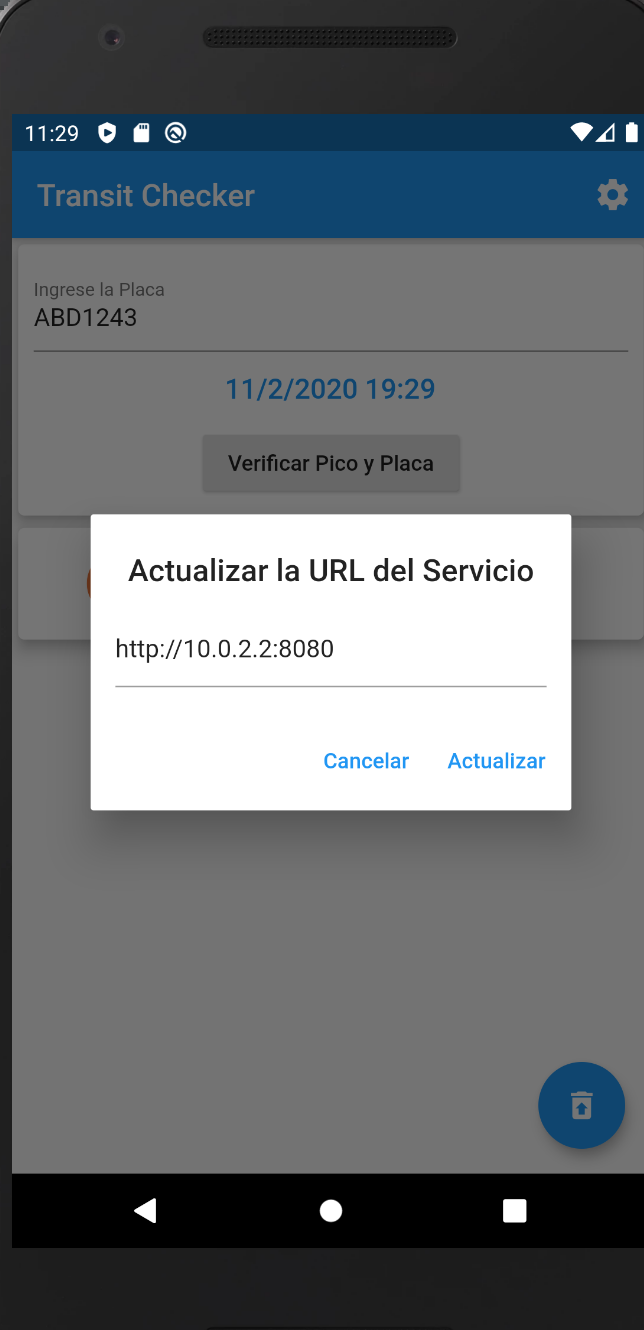 11:29
Transit Checker
Ingrese la Placa
ABD1243
11/2/2020 19:29
Verificar Pico y Placa
Actualizar la URL del Servicio
http://10.0.2.2:8080
Cancelar Actualizar